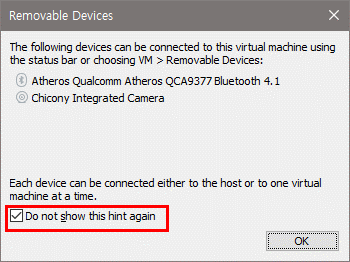 Removable Devices
The following devices can be connected to this virtual machine using
the status bar or choosing VM > Removable Devices:
Atheros Qualcomm Atheros QCA9377 Bluetooth 4.1
Chicony Integrated Camera
Each device can be connected either to the host or to one virtual
machine at a time.
Do not show this hint again
OK